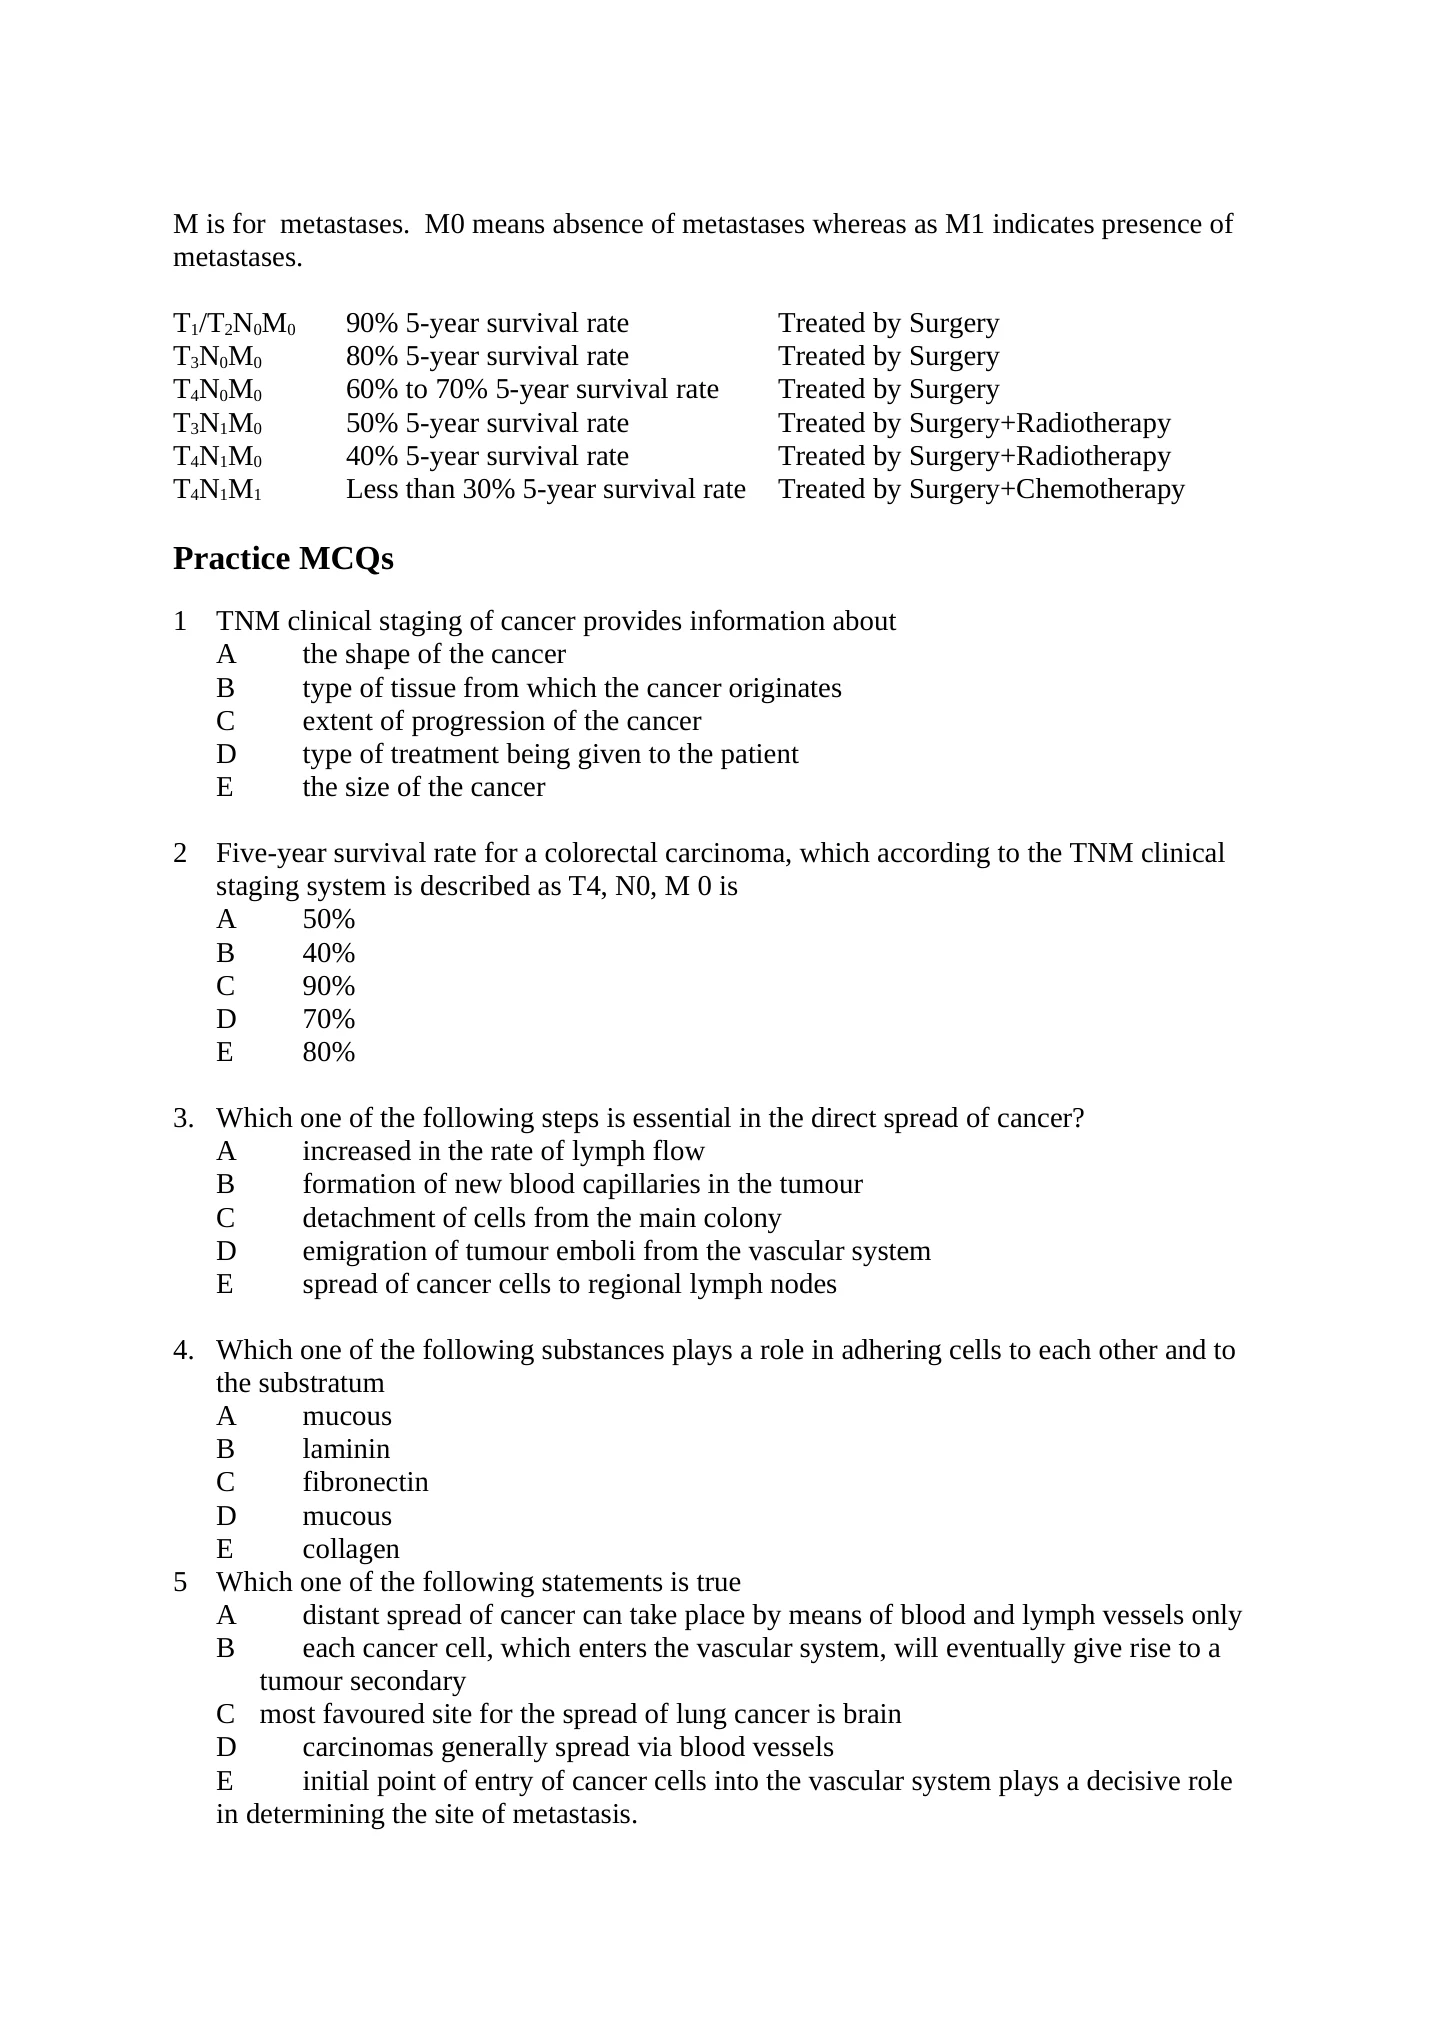 M is for  metastases.  M0 means absence of metastases whereas as M1 indicates presence of
metastases.
T1/T2N0M0 90% 5-year survival rate Treated by Surgery
T3N0M0 80% 5-year survival rate Treated by Surgery
T4N0M0 60% to 70% 5-year survival rate Treated by Surgery
T3N1M0 50% 5-year survival rate Treated by Surgery+Radiotherapy
T4N1M0 40% 5-year survival rate Treated by Surgery+Radiotherapy
T4N1M1 Less than 30% 5-year survival rate Treated by Surgery+Chemotherapy
Practice MCQs
1 TNM clinical staging of cancer provides information about
A the shape of the cancer
B type of tissue from which the cancer originates
C extent of progression of the cancer
D type of treatment being given to the patient
E the size of the cancer
2 Five-year survival rate for a colorectal carcinoma, which according to the TNM clinical
staging system is described as T4, N0, M 0 is
A 50%
B 40%
C 90%
D 70%
E 80%
3. Which one of the following steps is essential in the direct spread of cancer?
A increased in the rate of lymph flow
B formation of new blood capillaries in the tumour
C detachment of cells from the main colony
D emigration of tumour emboli from the vascular system
E spread of cancer cells to regional lymph nodes
4. Which one of the following substances plays a role in adhering cells to each other and to
the substratum
A mucous
B laminin
C fibronectin
D mucous
E collagen
5 Which one of the following statements is true
A distant spread of cancer can take place by means of blood and lymph vessels only
B each cancer cell, which enters the vascular system, will eventually give rise to a
tumour secondary
C most favoured site for the spread of lung cancer is brain
D carcinomas generally spread via blood vessels
E initial point of entry of cancer cells into the vascular system plays a decisive role
in determining the site of metastasis.